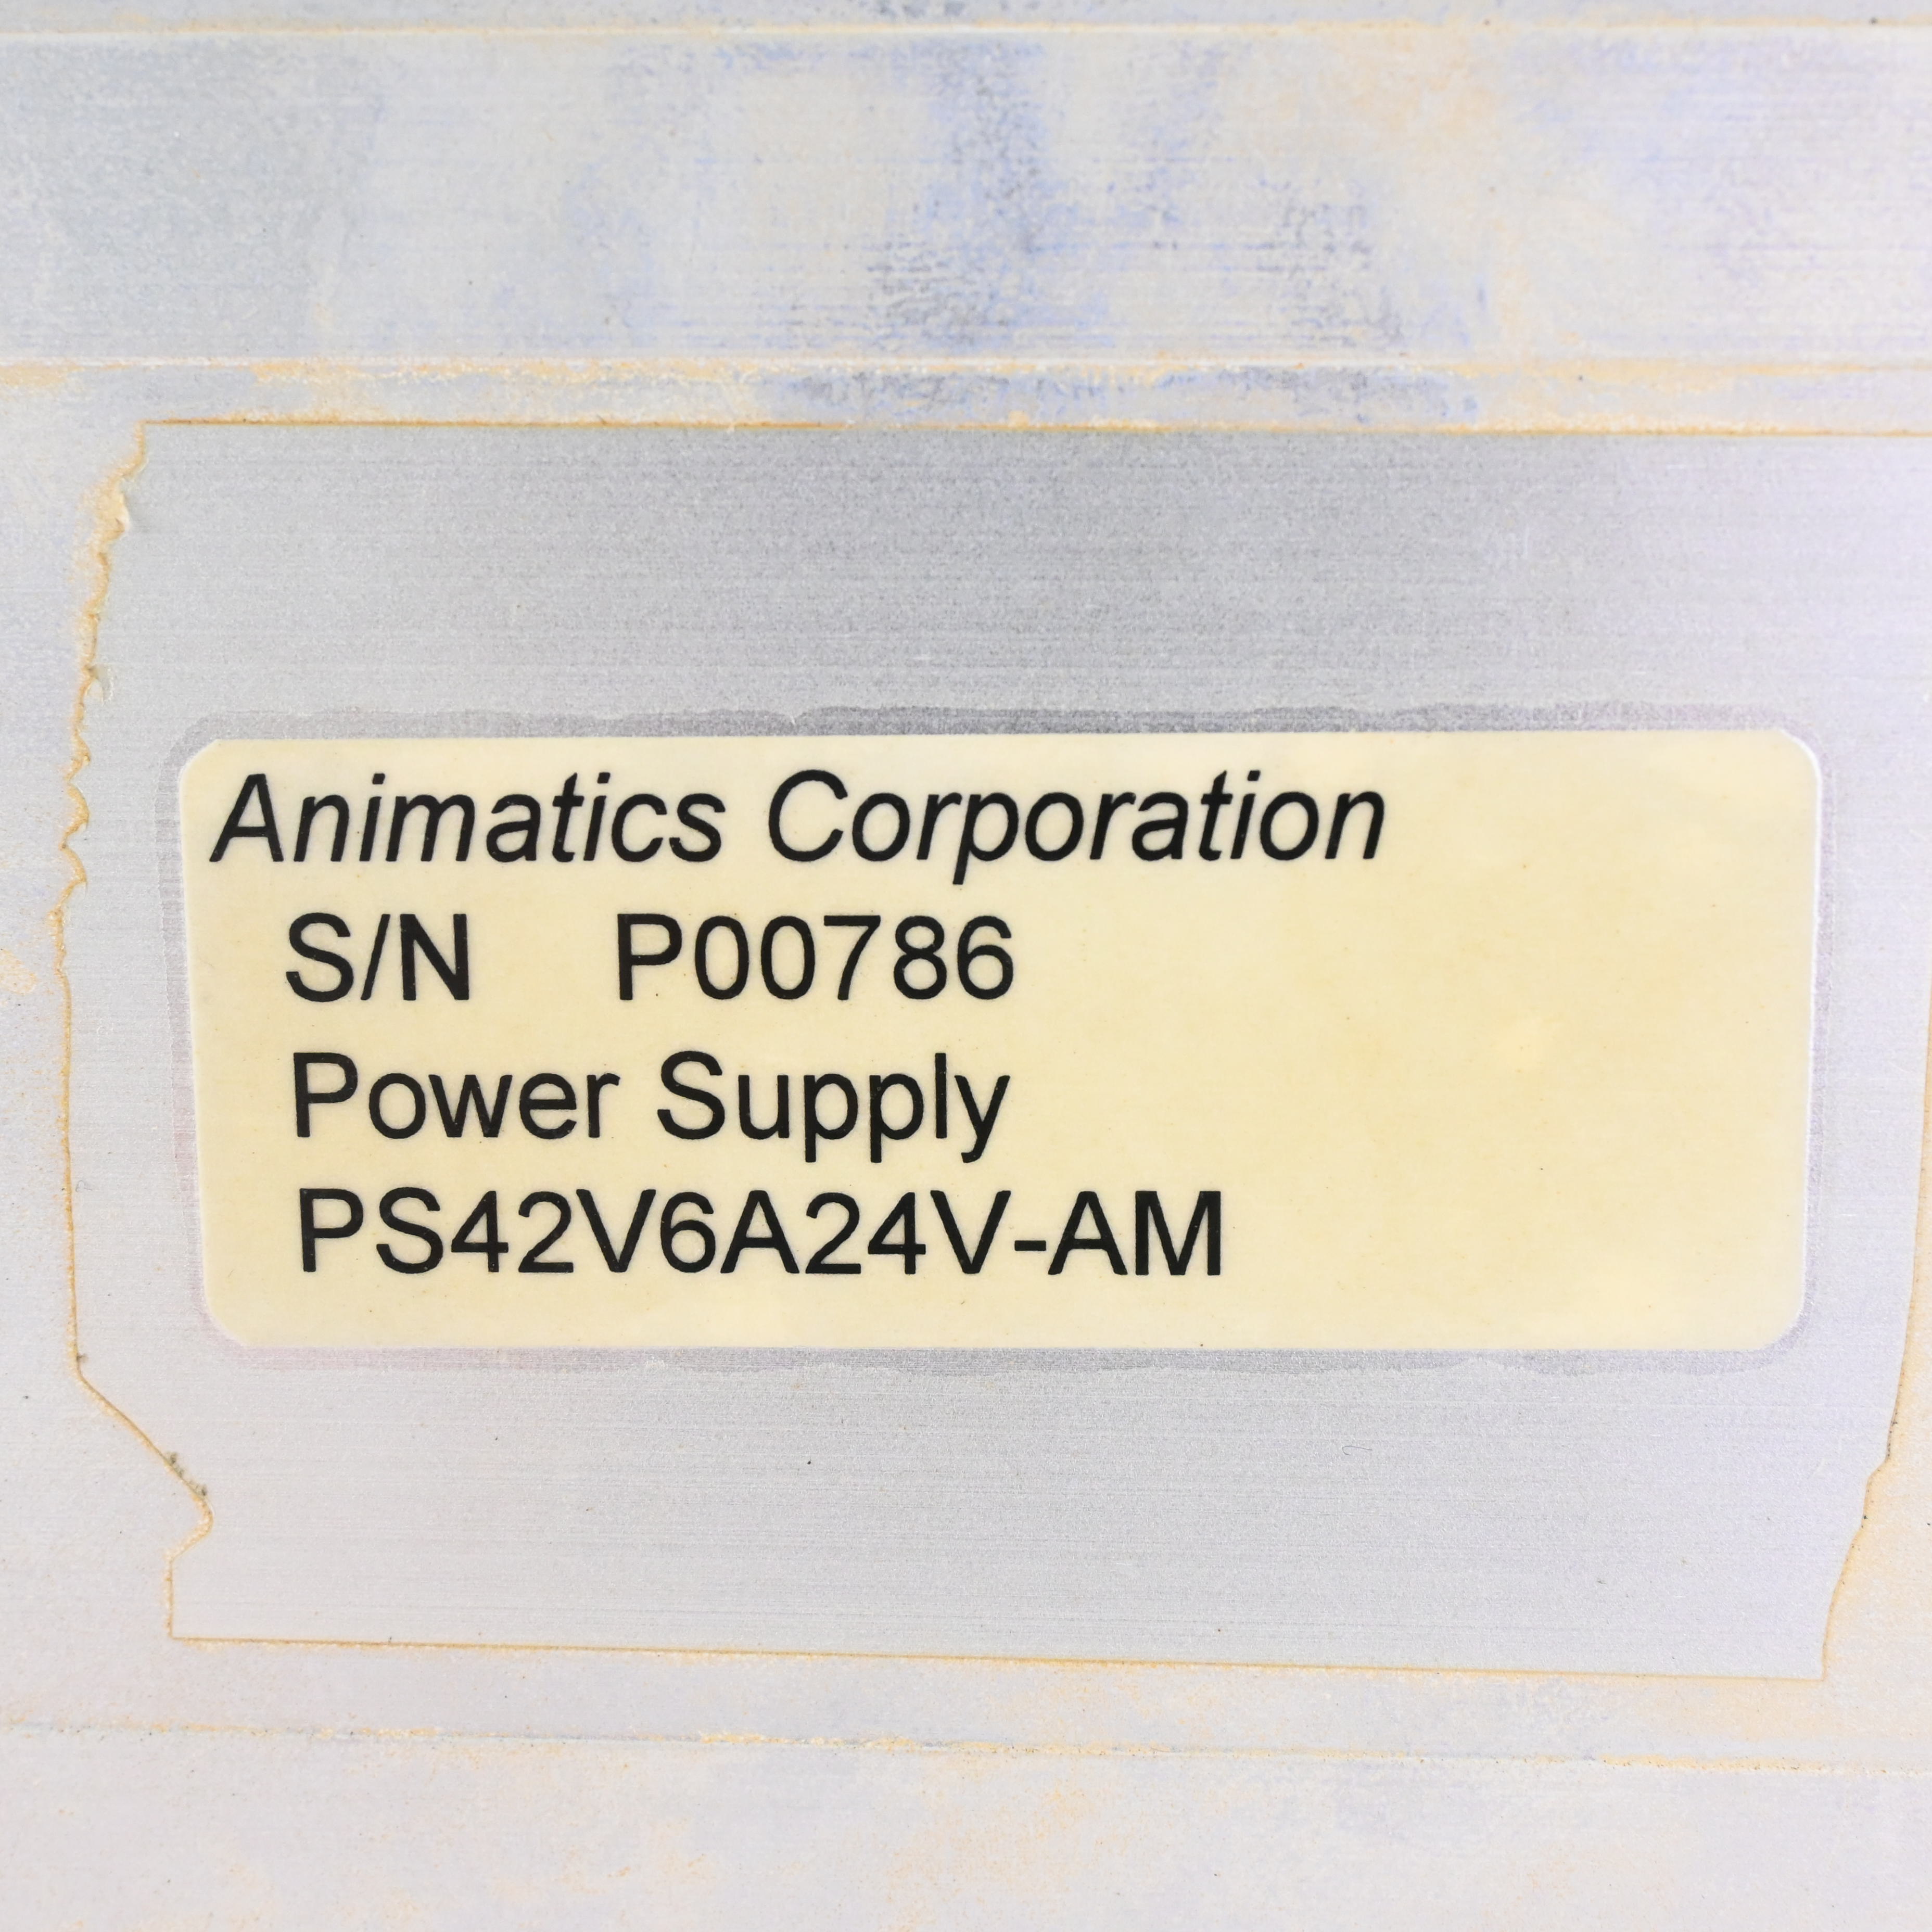 Animatics Corporation
S/N P00786
Power Supply
PS42V6A24V-AM